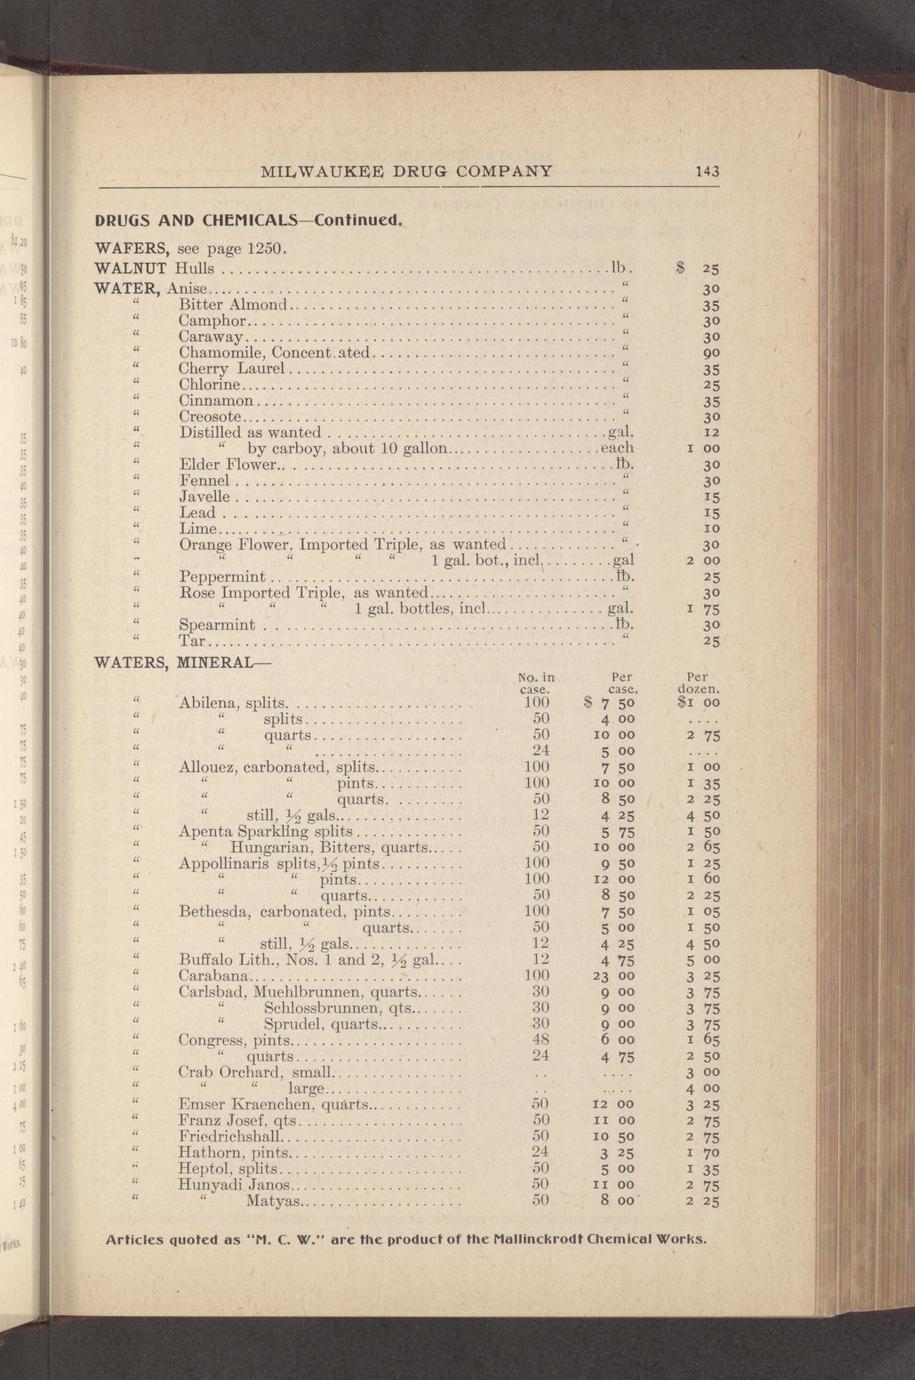 MILWAUKEE DRUG COMPANY 143
DRUGS AND CHEMICALS—Continued.
WAFERS, see page 1250.
WALNUT Hulls ........ lb. $ 25
WATER, Anise ........ “ 30
“ Bitter Almond ........ “ 35
“ Camphor ........ “ 30
“ Caraway ........ “ 30
“ Chamomile, Concent.ated ........ “ 90
“ Cherry Laurel ........ “ 35
“ Chlorine ........ “ 25
“ Cinnamon ........ “ 35
“ Creosote ........ “ 30
“ Distilled as wanted ........ gal. 12
“ “ by carboy, about 10 gallon ........ each 1 00
“ Elder Flower ........ lb. 30
“ Fennel ........ “ 30
“ Javelle ........ “ 15
“ Lead ........ “ 15
“ Lime ........ “ 10
“ Orange Flower, Imported Triple, as wanted ........ “ 30
“ “ “ “ 1 gal. bot., incl. ........ gal 2 00
“ Peppermint ........ lb. 25
“ Rose Imported Triple, as wanted ........ “ 30
“ “ “ “ 1 gal. bottles, incl. ........ gal. 1 75
“ Spearmint ........ lb. 30
“ Tar ........ “ 25
WATERS, MINERAL—
No. in Per Per
case. case. dozen.
“ Abilena, splits ........ 100 $ 7 50 $1 00
“ “ splits ........ 50 4 00 ....
“ “ quarts ........ 50 10 00 2 75
“ “ “ ........ 24 5 00 ....
“ Allouez, carbonated, splits ........ 100 7 50 1 00
“ “ “ pints ........ 100 10 00 1 35
“ “ “ quarts ........ 50 8 50 2 25
“ “ still, ½ gals ........ 12 4 25 4 50
“ Apenta Sparkling splits ........ 50 5 75 1 50
“ “ Hungarian, Bitters, quarts ..... 50 10 00 2 65
“ Appollinaris splits,½ pints ........ 100 9 50 1 25
“ “ “ pints ........ 100 12 00 1 60
“ “ “ quarts ........ 50 8 50 2 25
“ Bethesda, carbonated, pints ........ 100 7 50 1 05
“ “ “ quarts ....... 50 5 00 1 50
“ “ still, ½ gals ........ 12 4 25 4 50
“ Buffalo Lith., Nos. 1 and 2, ½ gal .... 12 4 75 5 00
“ Carabana ........ 100 23 00 3 25
“ Carlsbad, Muehlbrunnen, quarts ...... 30 9 00 3 75
“ “ Schlossbrunnen, qts ....... 30 9 00 3 75
“ “ Sprudel, quarts ........ 30 9 00 3 75
“ Congress, pints ........ 48 6 00 1 65
“ “ quarts ........ 24 4 75 2 50
“ Crab Orchard, small ........ .. .... 3 00
“ “ “ large ........ .. .... 4 00
“ Emser Kraenchen, quarts ........ 50 12 00 3 25
“ Franz Josef, qts ........ 50 11 00 2 75
“ Friedrichshall ........ 50 10 50 2 75
“ Hathorn, pints ........ 24 3 25 1 70
“ Heptol, splits ........ 50 5 00 1 35
“ Hunyadi Janos ........ 50 11 00 2 75
“ “ Matyas ........ 50 8 00 2 25
Articles quoted as “M. C. W.” are the product of the Mallinckrodt Chemical Works.